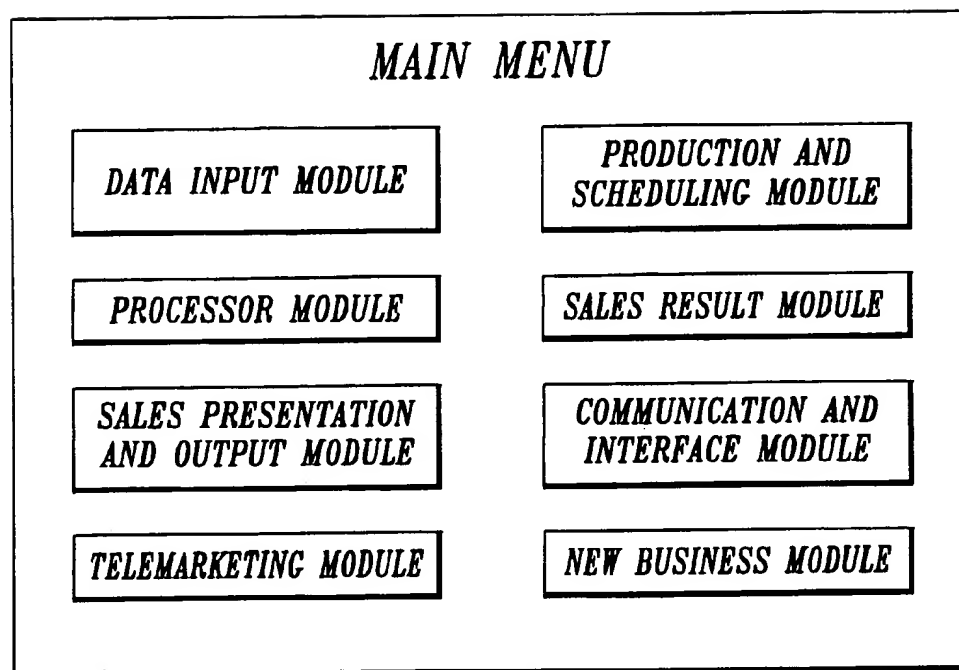 MAIN MENU
DATA INPUT MODULE
PRODUCTION AND
SCHEDULING MODULE
PROCESSOR MODULE
SALES RESULT MODULE
SALES PRESENTATION
AND OUTPUT MODULE
COMMUNICATION AND
INTERFACE MODULE
TELEMARKETING MODULE
NEW BUSINESS MODULE